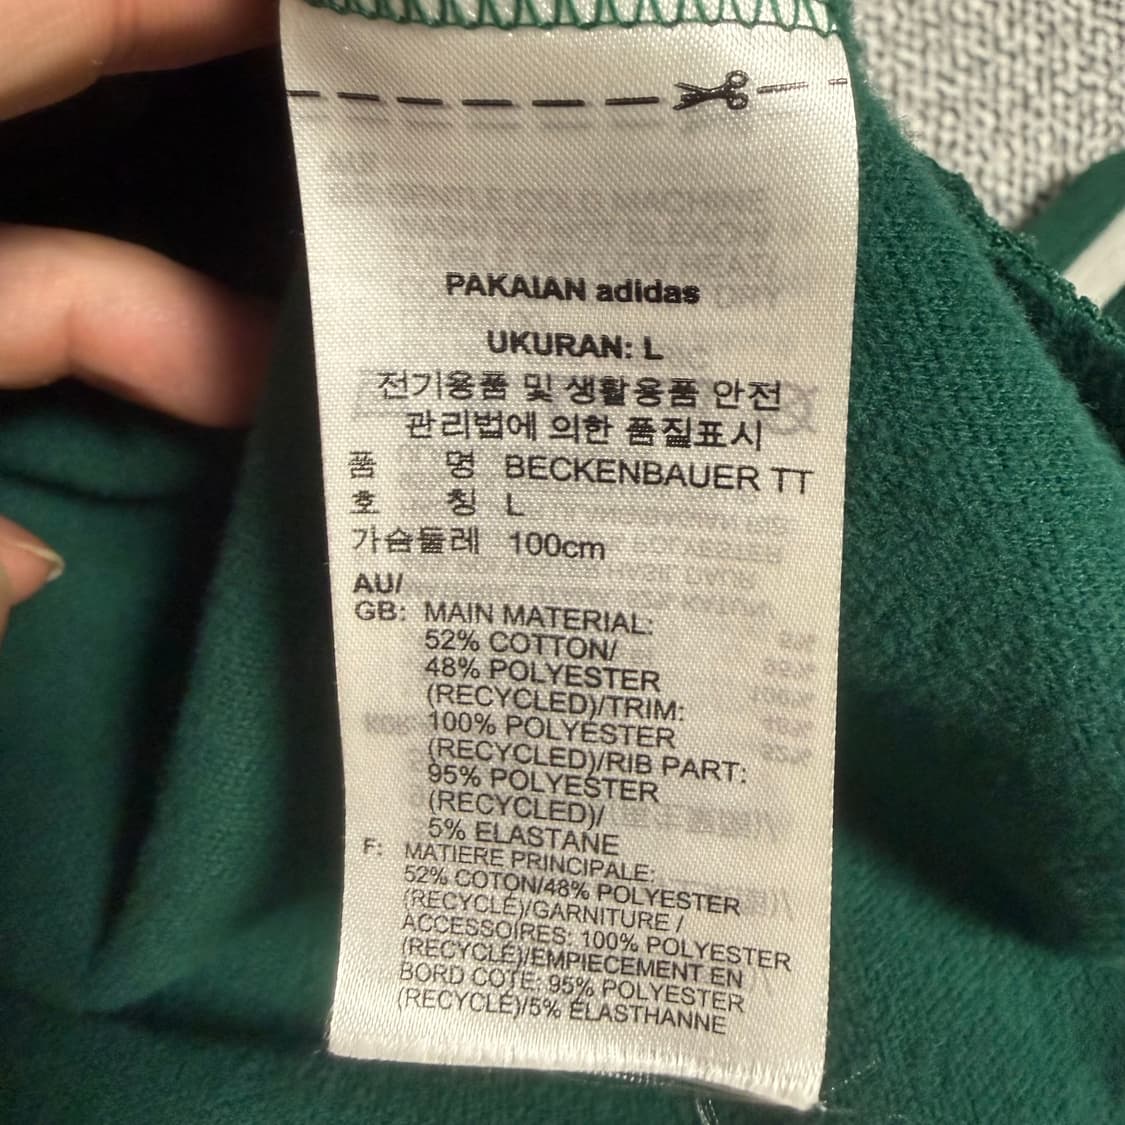 PAKAIAN adidas
UKURAN: L
전기용품 및 생활용품 안전
관리법에 의한 품질표시
품 명 BECKENBAUER TT
호 칭 L
가슴둘레 100cm
AU/
GB: MAIN MATERIAL:
52% COTTON/
48% POLYESTER
(RECYCLED)/TRIM:
100% POLYESTER
(RECYCLED)/RIB PART:
95% POLYESTER
(RECYCLED)/
5% ELASTANE
F: MATIERE PRINCIPALE:
52% COTON/48% POLYESTER
(RECYCLÉ)/GARNITURE /
ACCESSOIRES: 100% POLYESTER
(RECYCLÉ)/EMPIECEMENT EN
BORD COTE: 95% POLYESTER
(RECYCLÉ)/5% ÉLASTHANNE